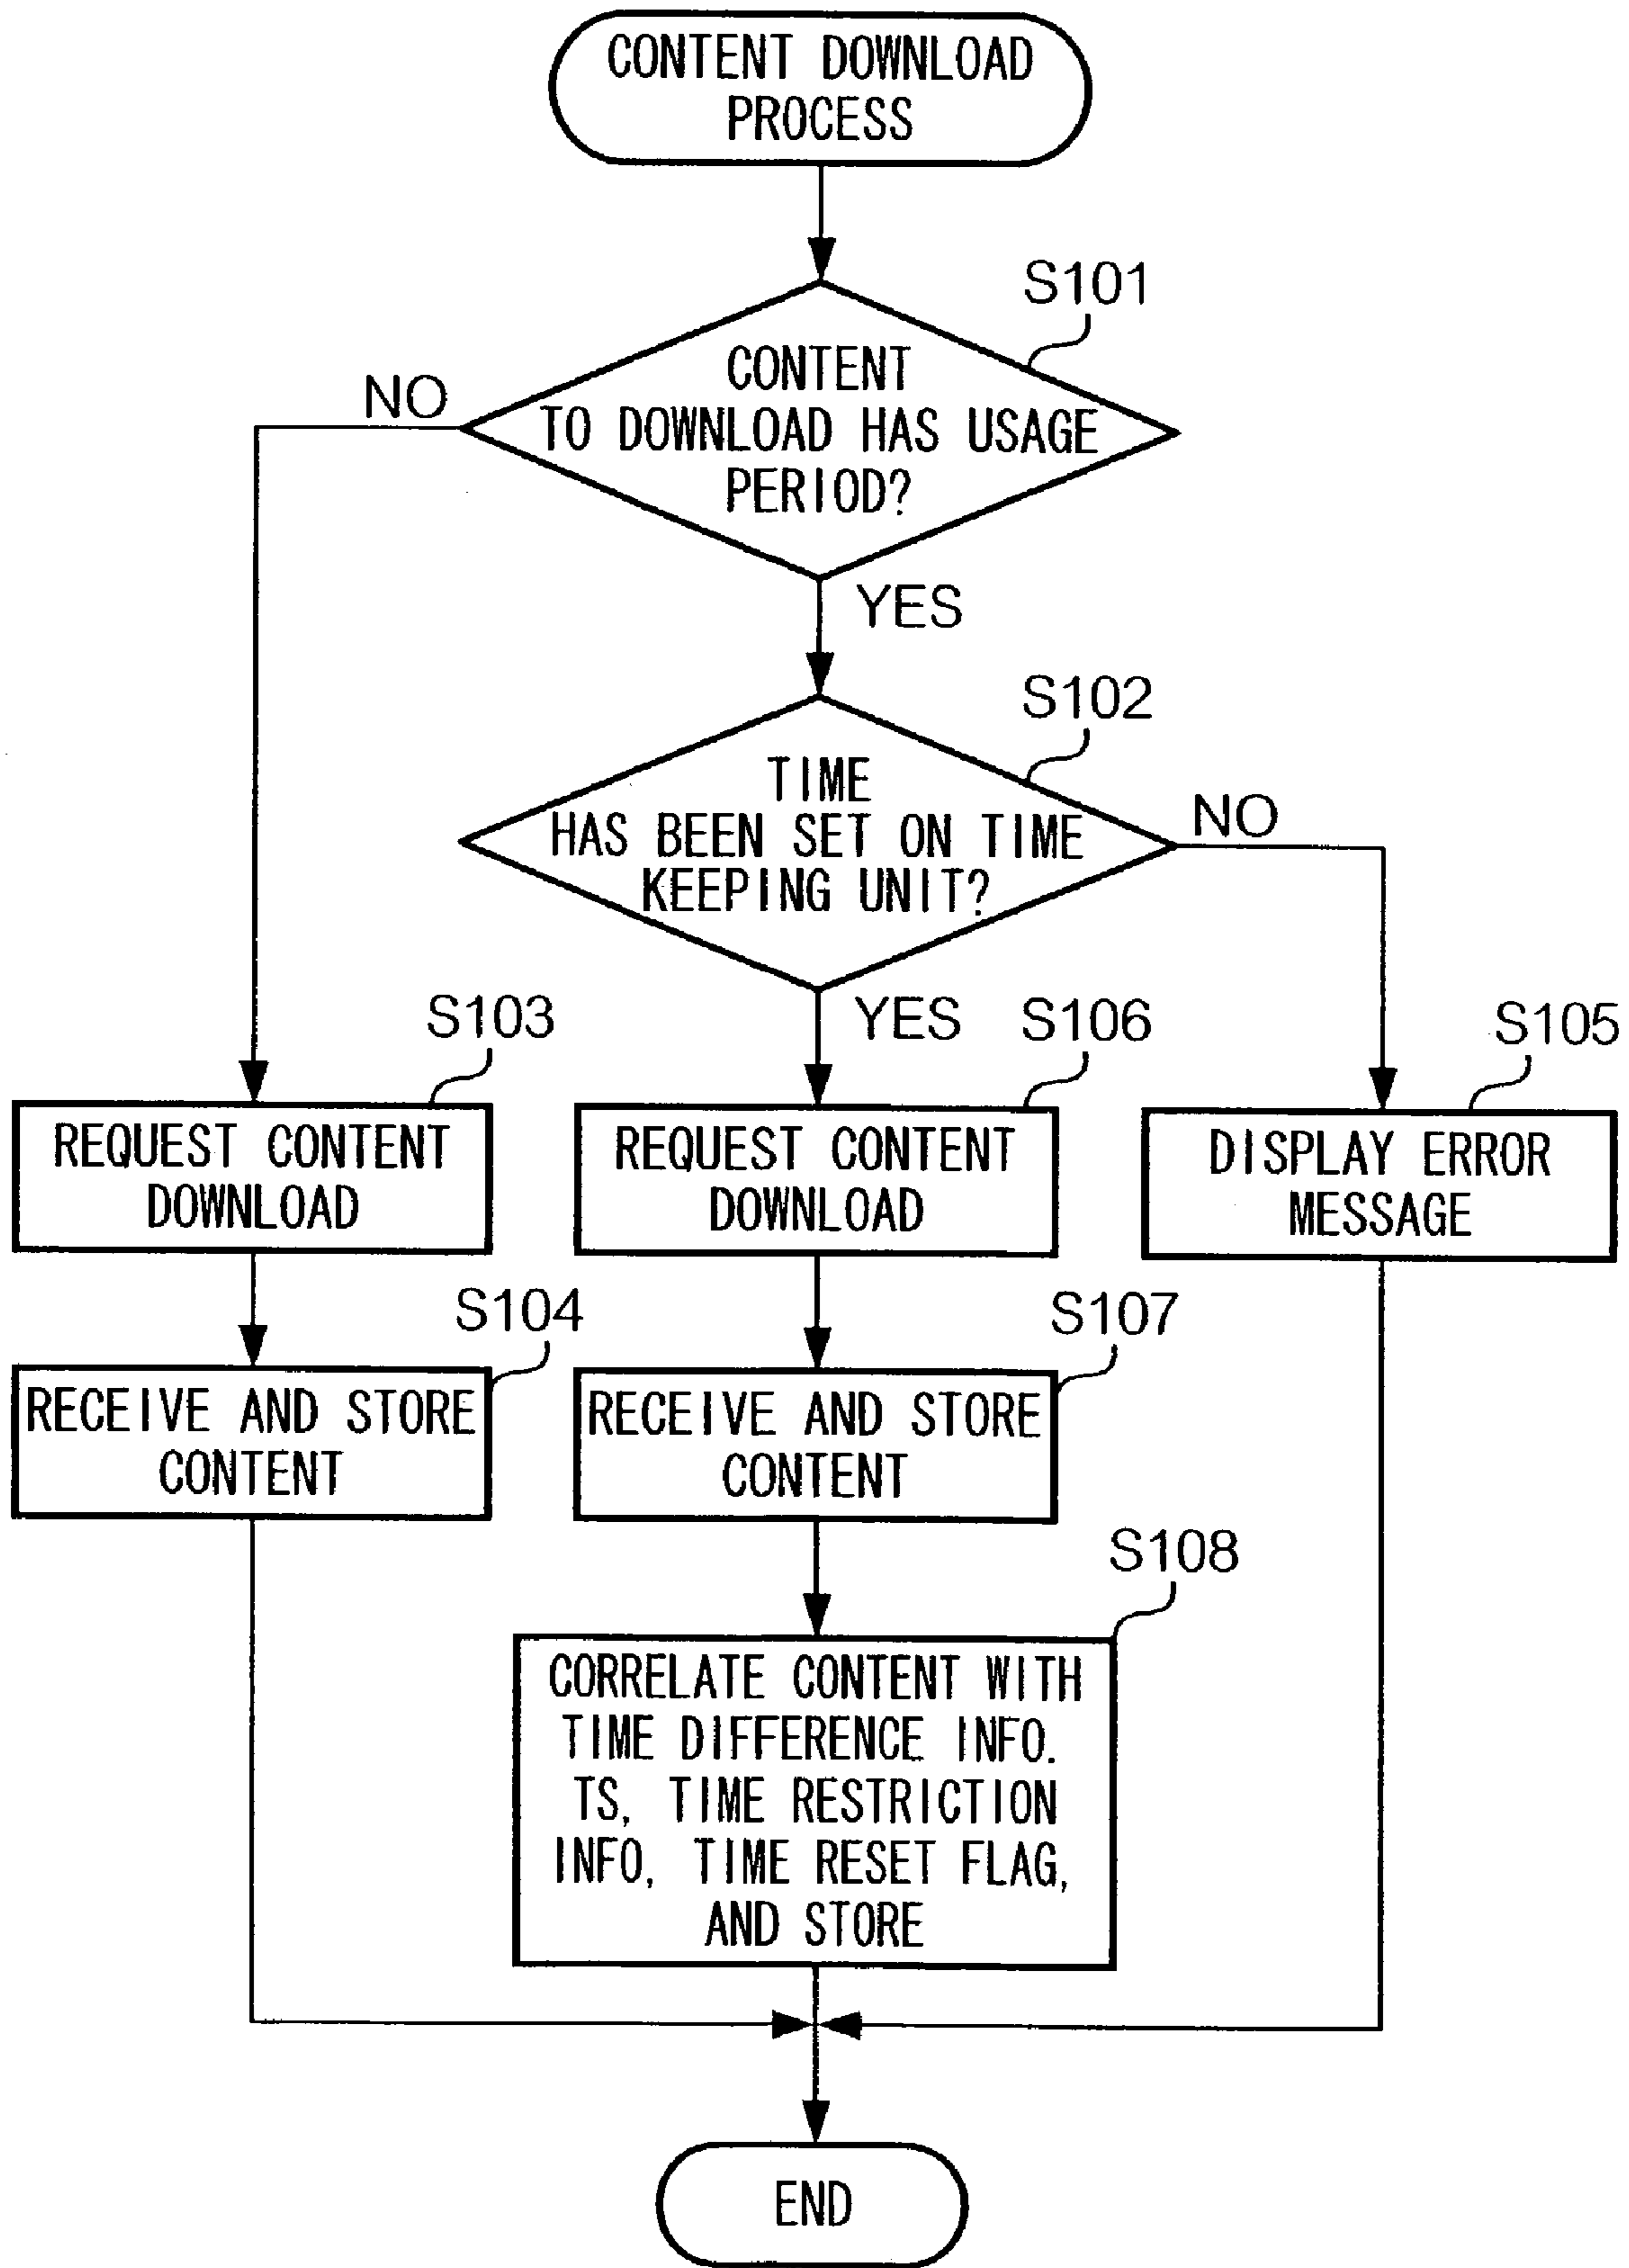 CONTENT DOWNLOAD
PROCESS
S101
CONTENT
TO DOWNLOAD HAS USAGE
PERIOD?
NO
YES
S102
TIME
HAS BEEN SET ON TIME
KEEPING UNIT?
NO
YES
S103
REQUEST CONTENT
DOWNLOAD
S106
REQUEST CONTENT
DOWNLOAD
S105
DISPLAY ERROR
MESSAGE
S104
RECEIVE AND STORE
CONTENT
S107
RECEIVE AND STORE
CONTENT
S108
CORRELATE CONTENT WITH
TIME DIFFERENCE INFO.
TS, TIME RESTRICTION
INFO, TIME RESET FLAG,
AND STORE
END